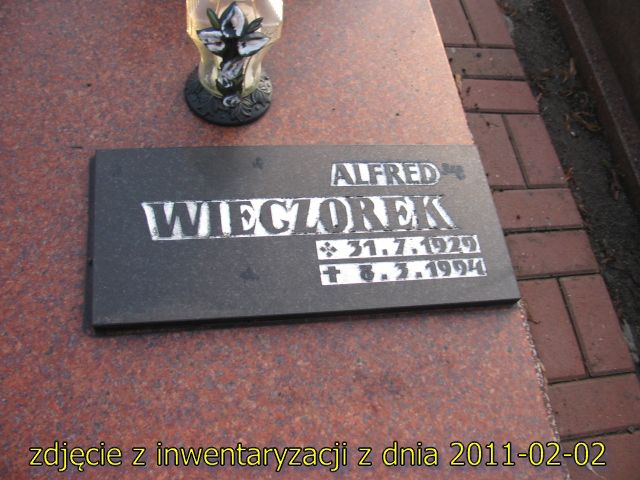 ALFRED
WIECZOREK
31.7.1929
✝ 8.3.1994
zdjęcie z inwentaryzacji z dnia 2011-02-02